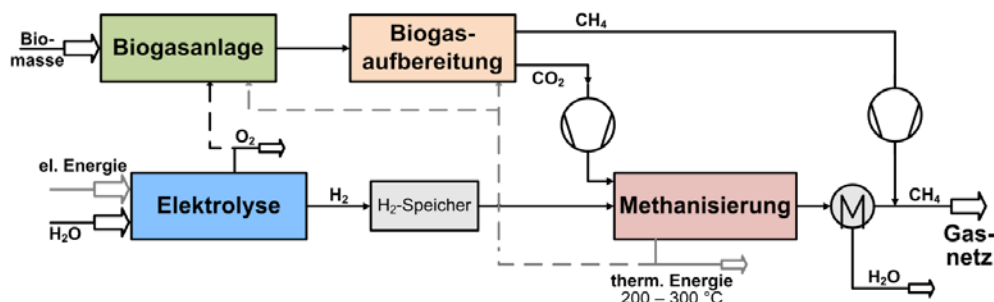 Bio-
masse
Biogasanlage
Biogas-
aufbereitung
CH₄
CO₂
O₂
el. Energie
H₂O
Elektrolyse
H₂
H₂-Speicher
Methanisierung
M
CH₄
Gas-
netz
H₂O
therm. Energie
200 – 300 °C